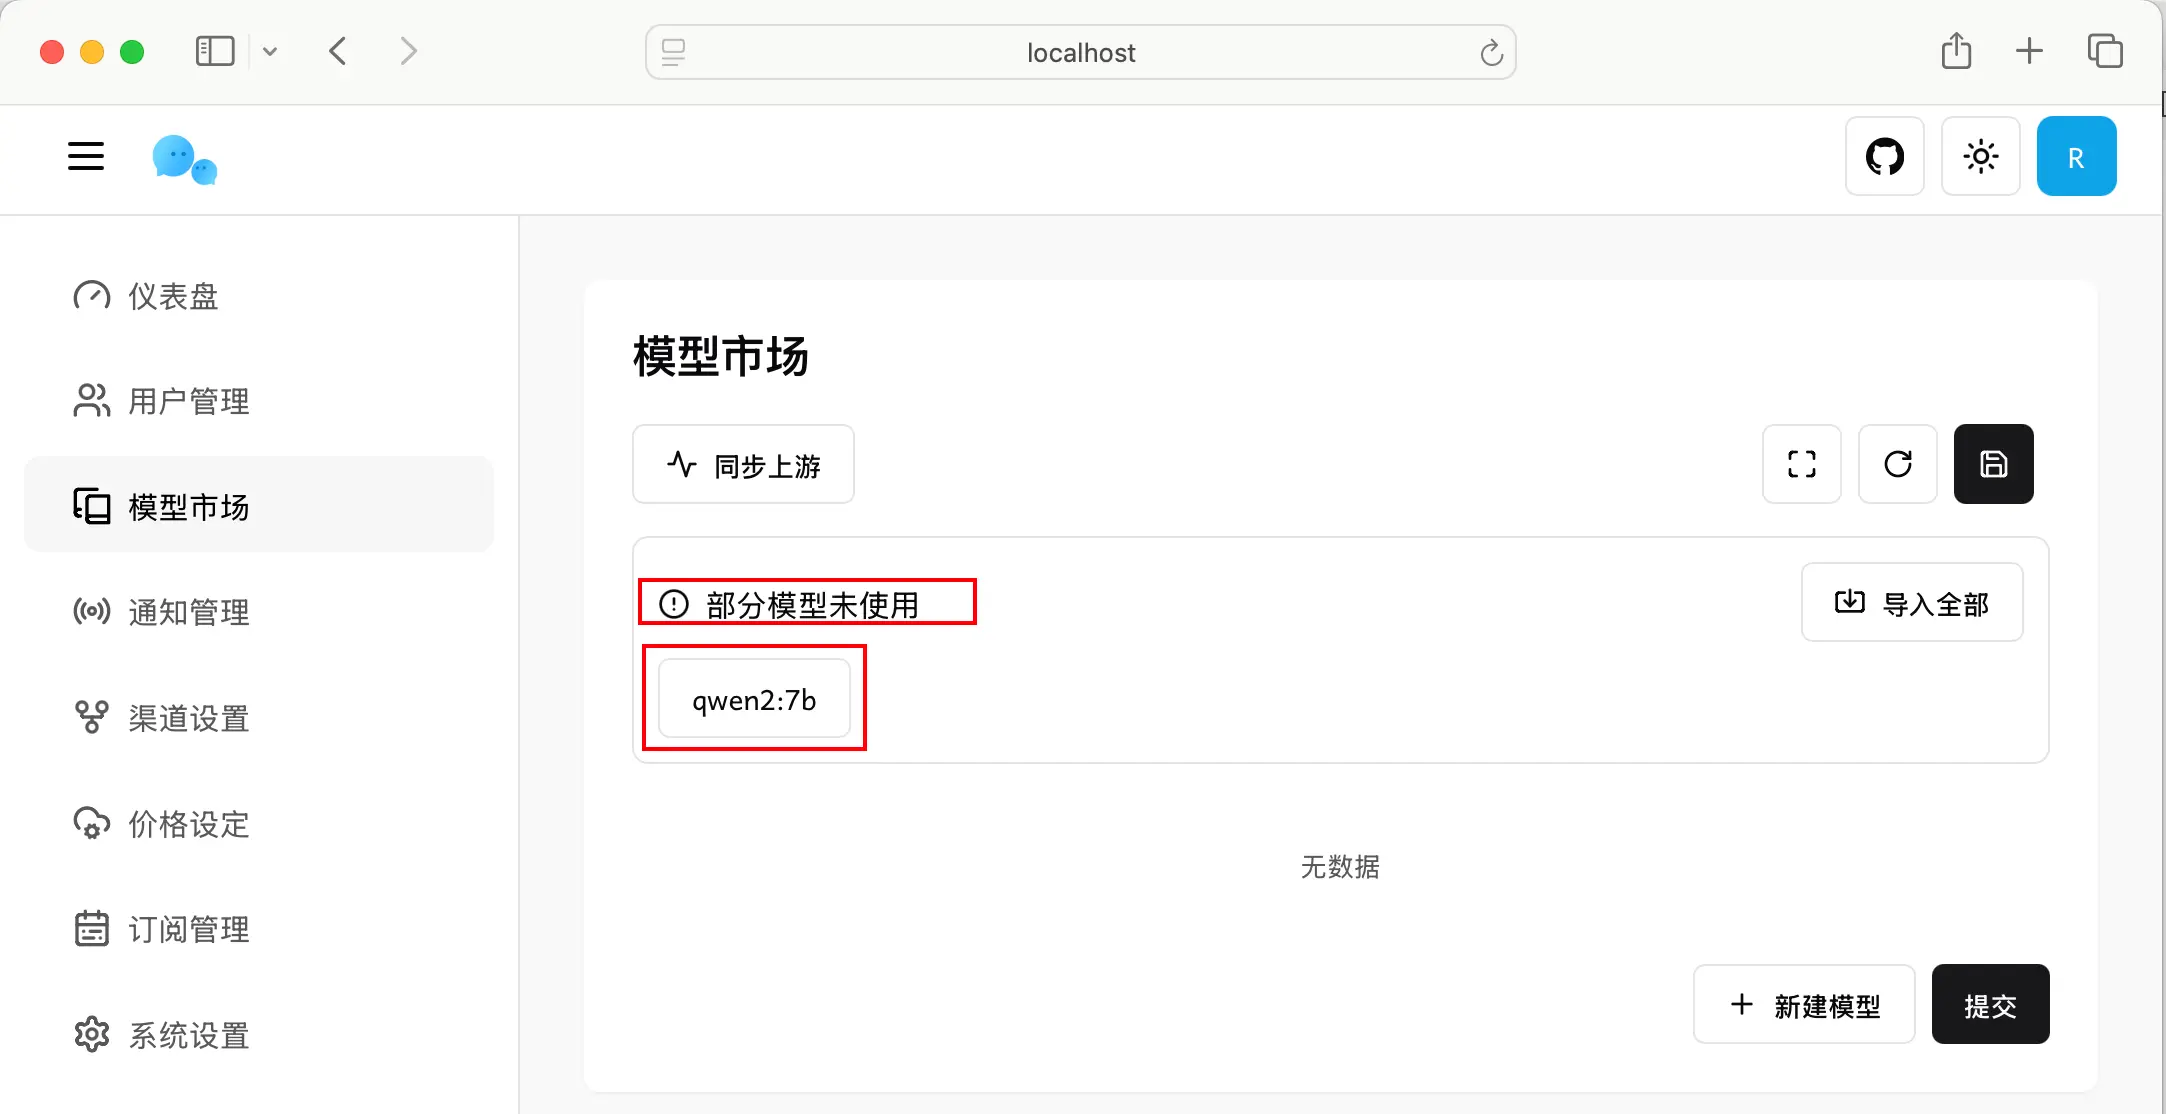 localhost
R
仪表盘
用户管理
模型市场
通知管理
渠道设置
价格设定
订阅管理
系统设置
模型市场
同步上游
部分模型未使用
导入全部
qwen2:7b
无数据
新建模型
提交